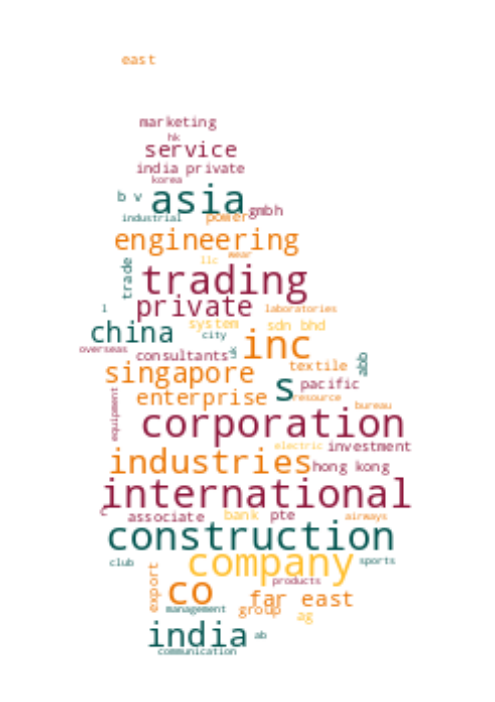 east
marketing
hk
service
india private
korea
b v
asia
gmbh
industrial
power
engineering
wear
llc
trade
trading
private
laboratories
l
system
sdn bhd
china
city
inc
overseas
consultants
uk
textile
abb
singapore
s
pacific
enterprise
resource
equipment
bureau
corporation
electric
investment
industries
hong kong
international
c
associate
bank
pte
airways
construction
company
club
sports
export
co
products
far east
management
group
ag
india
ab
communication